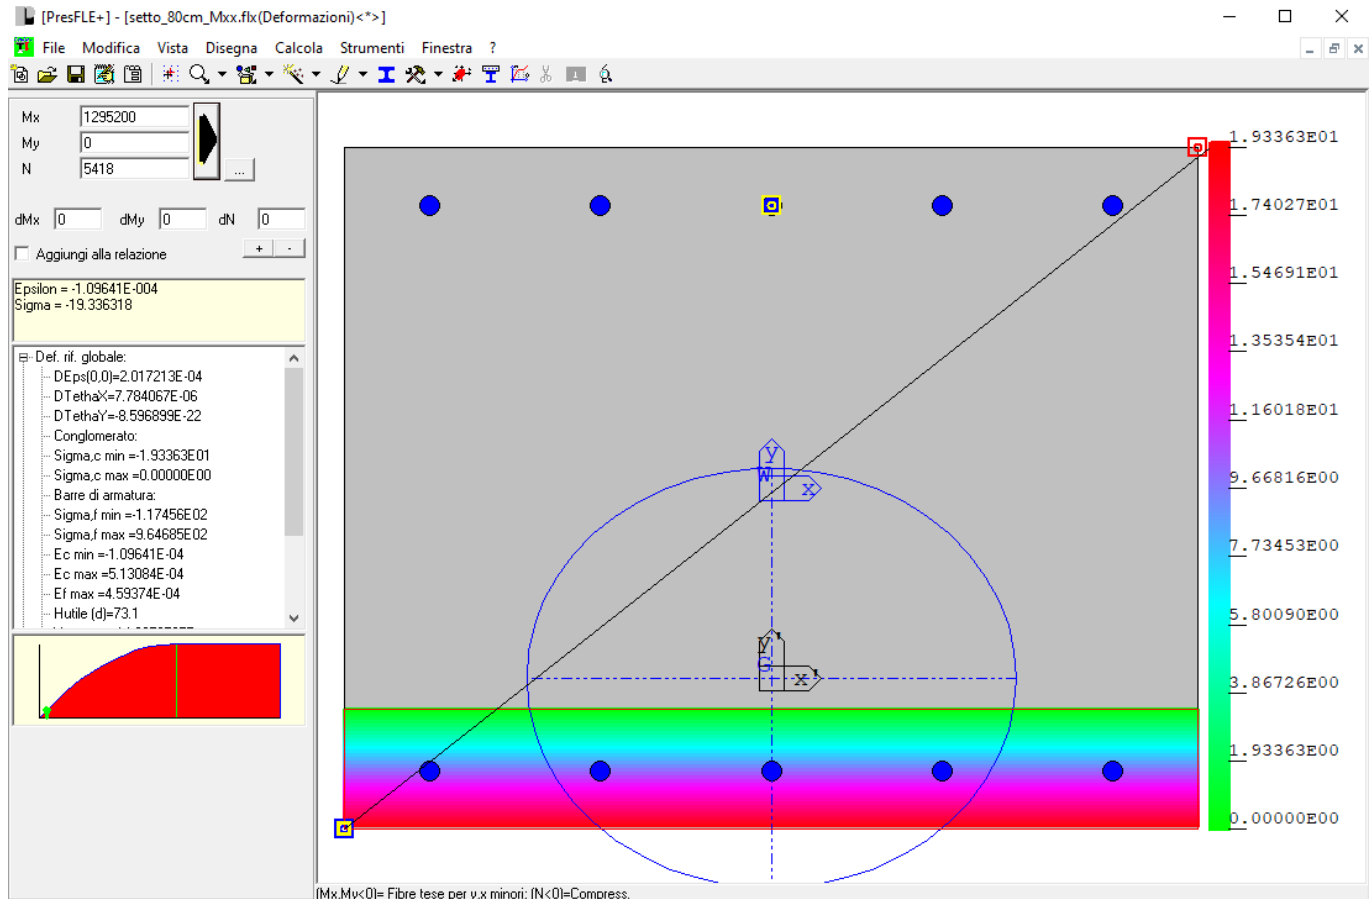 [PresFLE+] - [setto_80cm_Mxx.flx(Deformazioni)<*>]
File Modifica Vista Disegna Calcola Strumenti Finestra ?
Mx 1295200
My 0
N 5418
...
dMx 0 dMy 0 dN 0
Aggiungi alla relazione + -
Epsilon = -1.09641E-004
Sigma = -19.336318
Def. rif. globale:
DEps(0,0)=2.017213E-04
DTethaX=7.784067E-06
DTethaY=-8.596899E-22
Conglomerato:
Sigma,c min =-1.93363E01
Sigma,c max =0.00000E00
Barre di armatura:
Sigma,f min =-1.17456E02
Sigma,f max =9.64685E02
Ec min =-1.09641E-04
Ec max =5.13084E-04
Ef max =4.59374E-04
Hutile (d)=73.1
y
W
x
y'
G
x'
1.93363E01
1.74027E01
1.54691E01
1.35354E01
1.16018E01
9.66816E00
7.73453E00
5.80090E00
3.86726E00
1.93363E00
0.00000E00
(Mx,My<0)= Fibre tese per y,x minori; (N<0)=Compress.